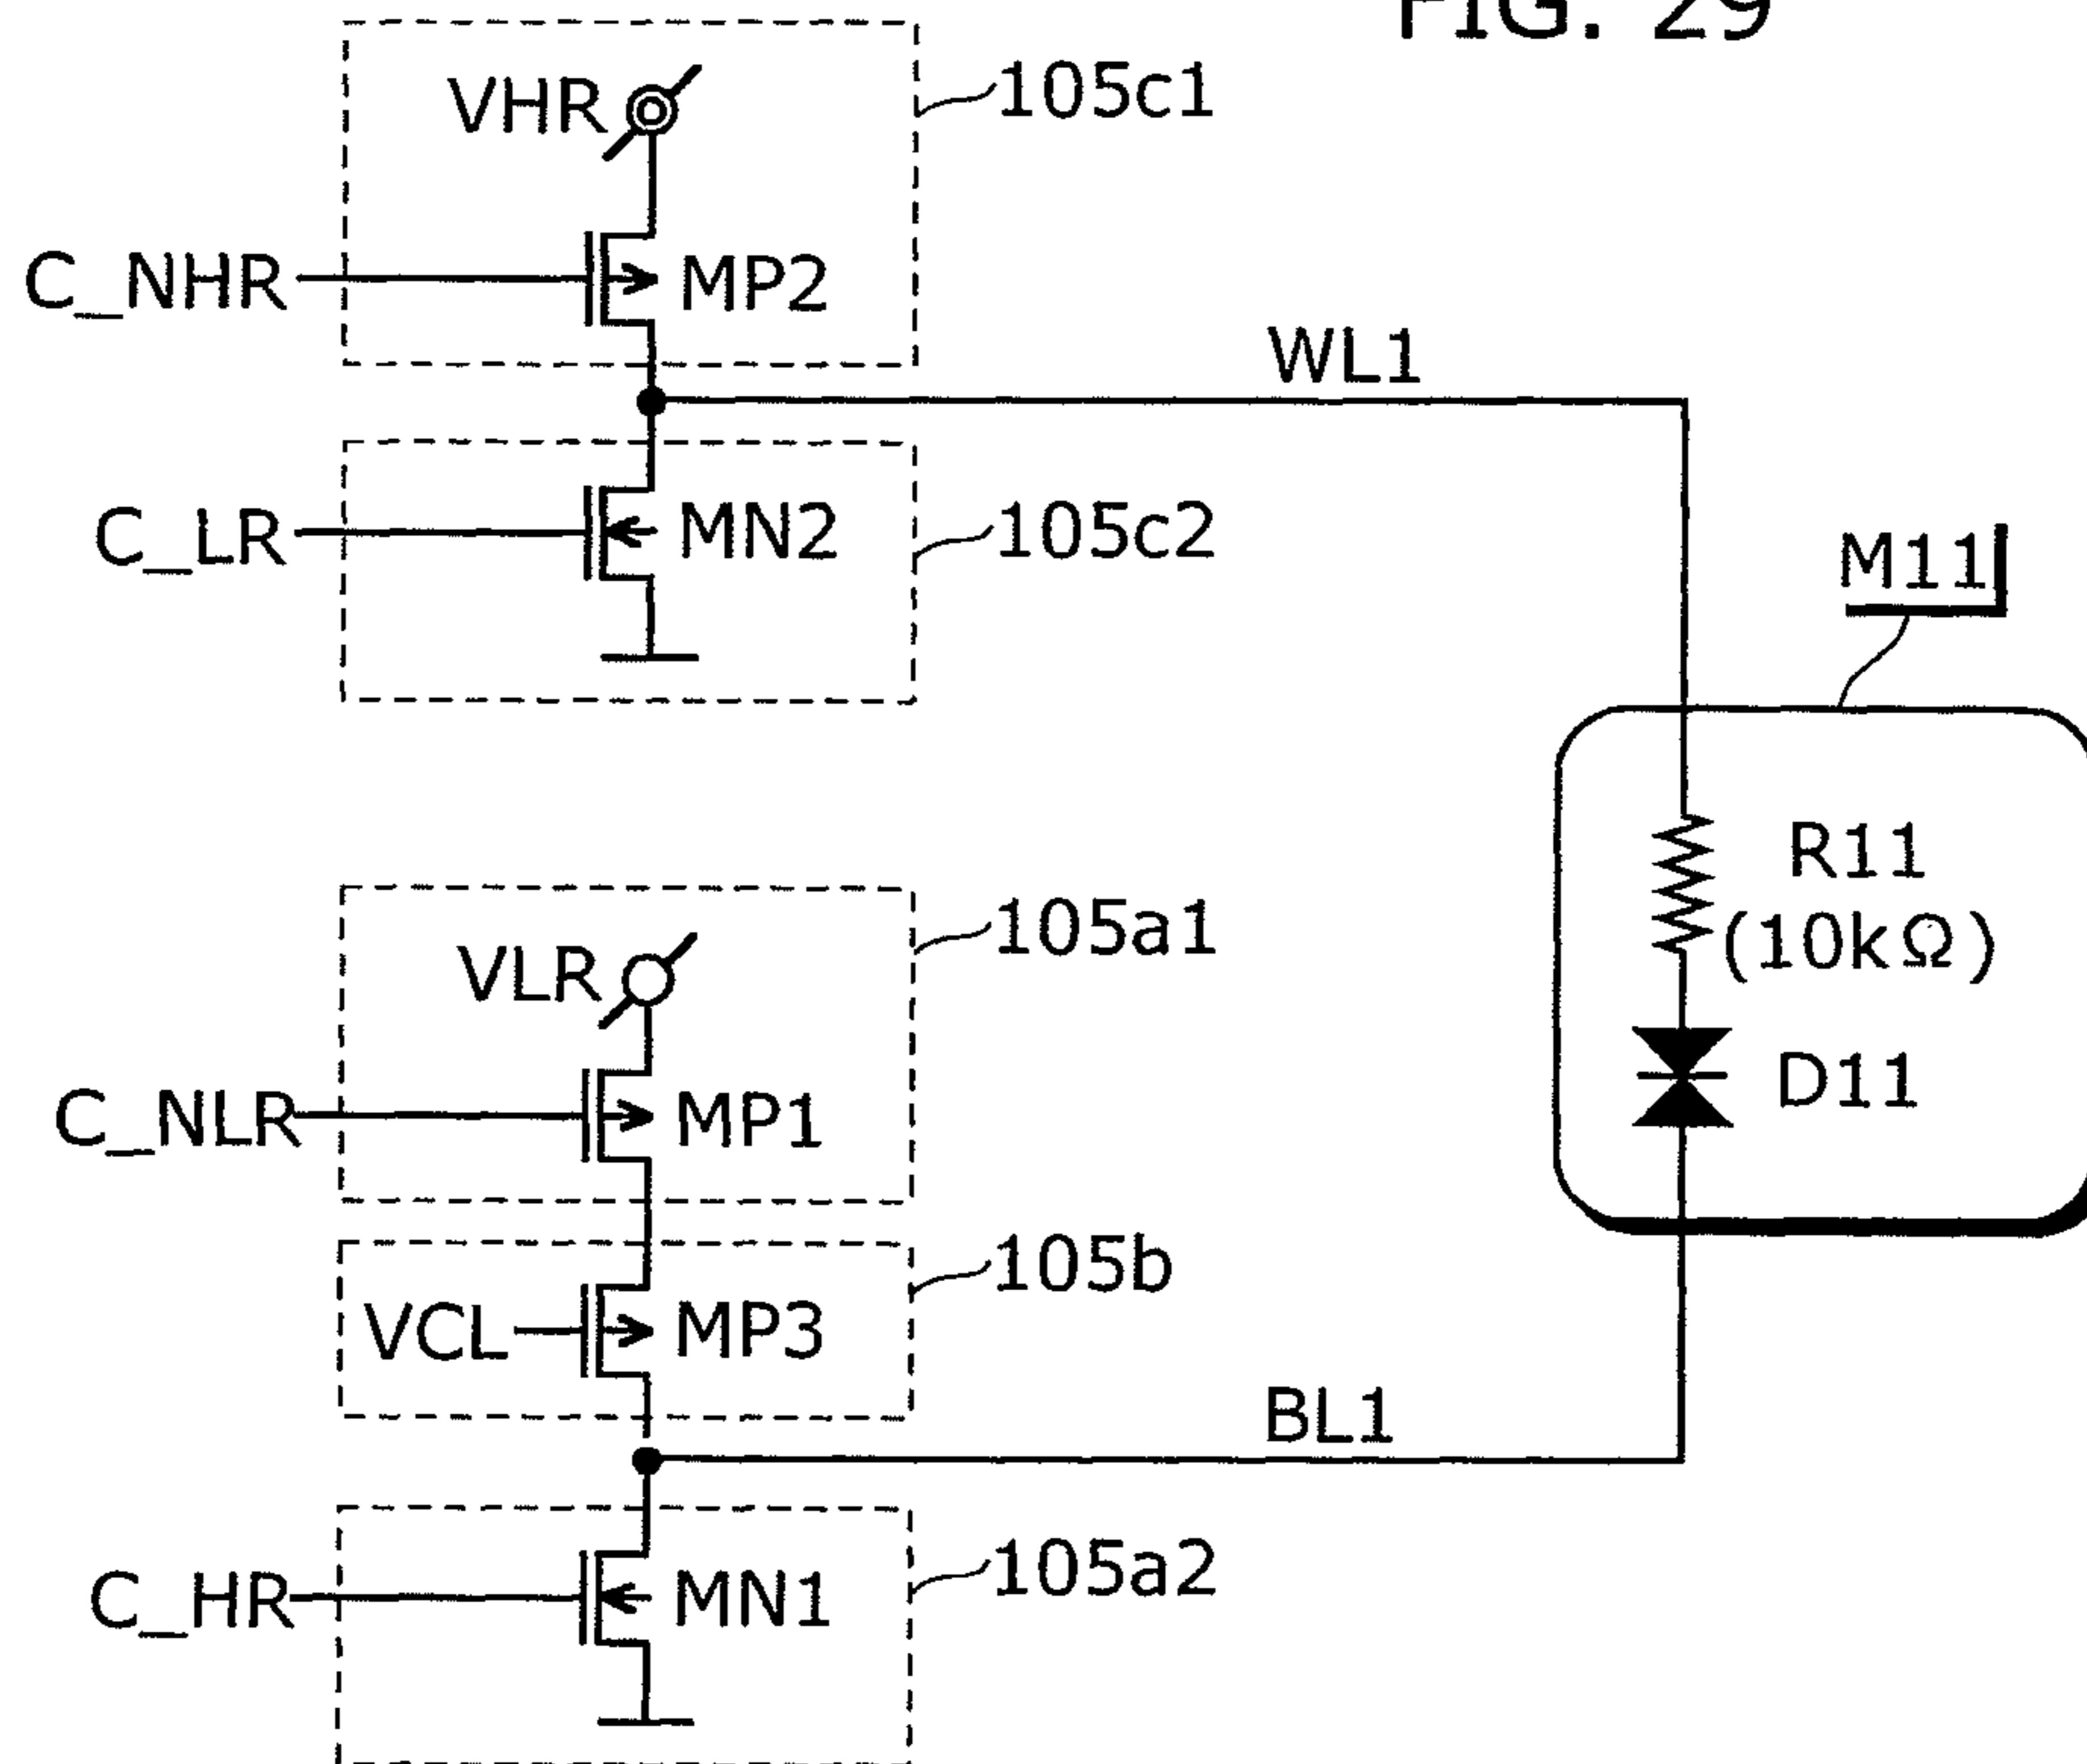 FIG. 29
VHR
105c1
C_NHR
MP2
WL1
C_LR
MN2
105c2
M11
R11
(10kΩ)
D11
VLR
105a1
C_NLR
MP1
105b
VCL
MP3
BL1
C_HR
MN1
105a2